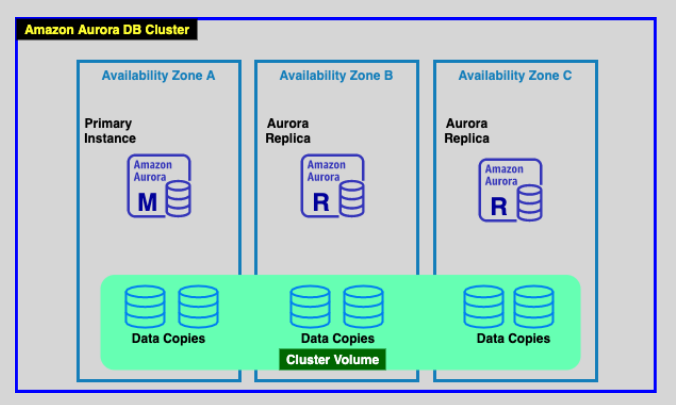 Amazon Aurora DB Cluster
Availability Zone A
Availability Zone B
Availability Zone C
Primary
Instance
Aurora
Replica
Aurora
Replica
Amazon
Aurora
M
Amazon
Aurora
R
Amazon
Aurora
R
Data Copies
Data Copies
Data Copies
Cluster Volume